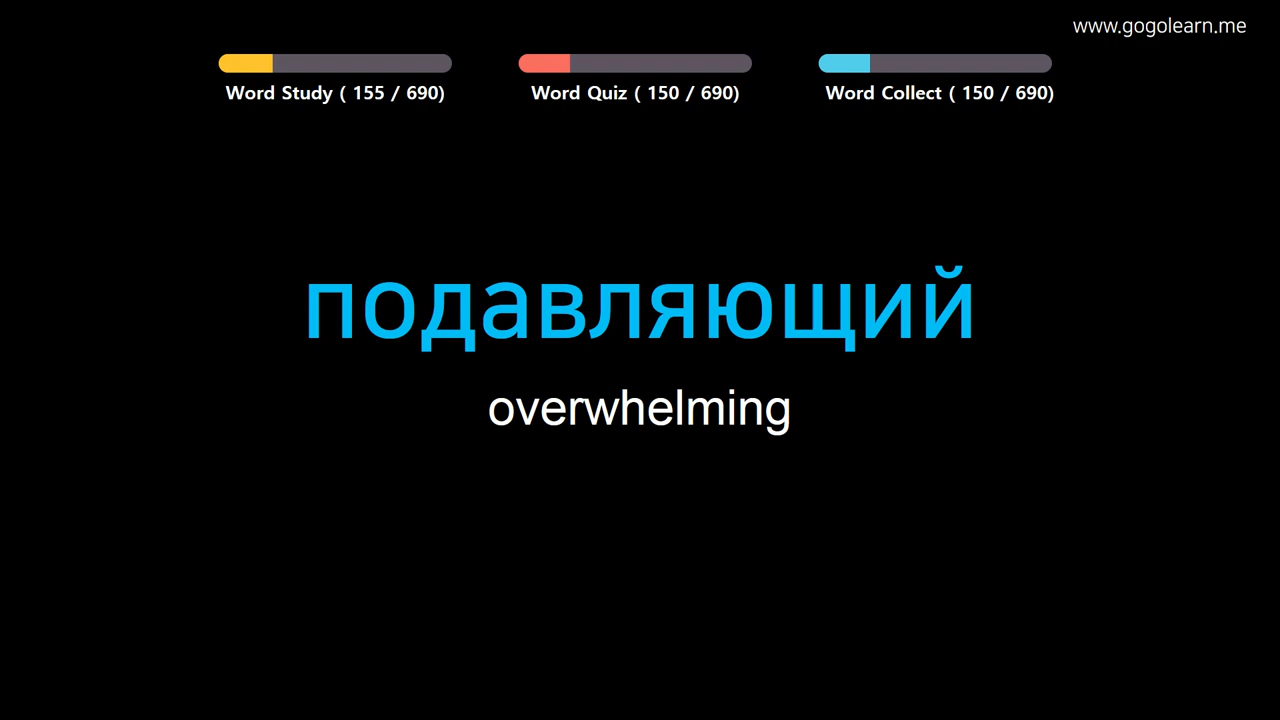 www.gogolearn.me
Word Study ( 155 / 690)
Word Quiz ( 150 / 690)
Word Collect ( 150 / 690)
подавляющий
overwhelming